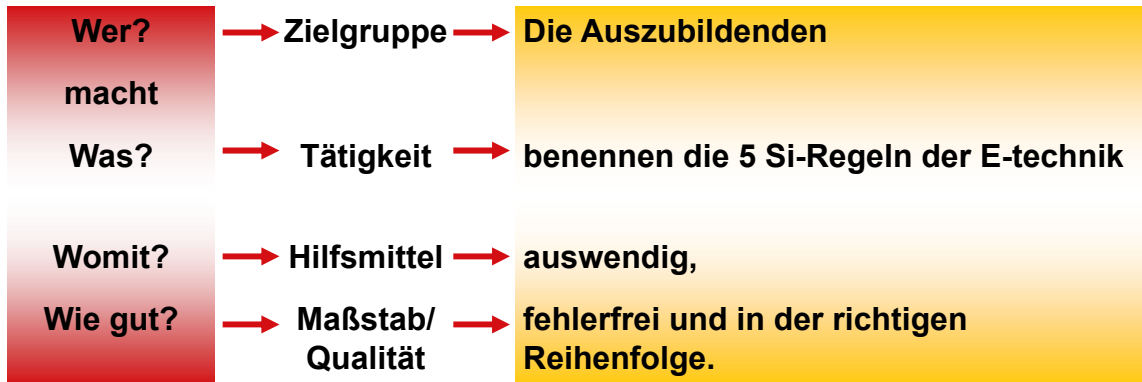 Wer? Zielgruppe Die Auszubildenden
macht
Was? Tätigkeit benennen die 5 Si-Regeln der E-technik
Womit? Hilfsmittel auswendig,
Wie gut? Maßstab/ fehlerfrei und in der richtigen
Qualität Reihenfolge.